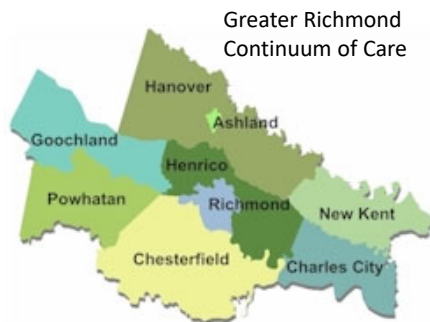 Greater Richmond
Continuum of Care
Hanover
Ashland
Goochland
Henrico
Powhatan
Richmond
New Kent
Chesterfield
Charles City